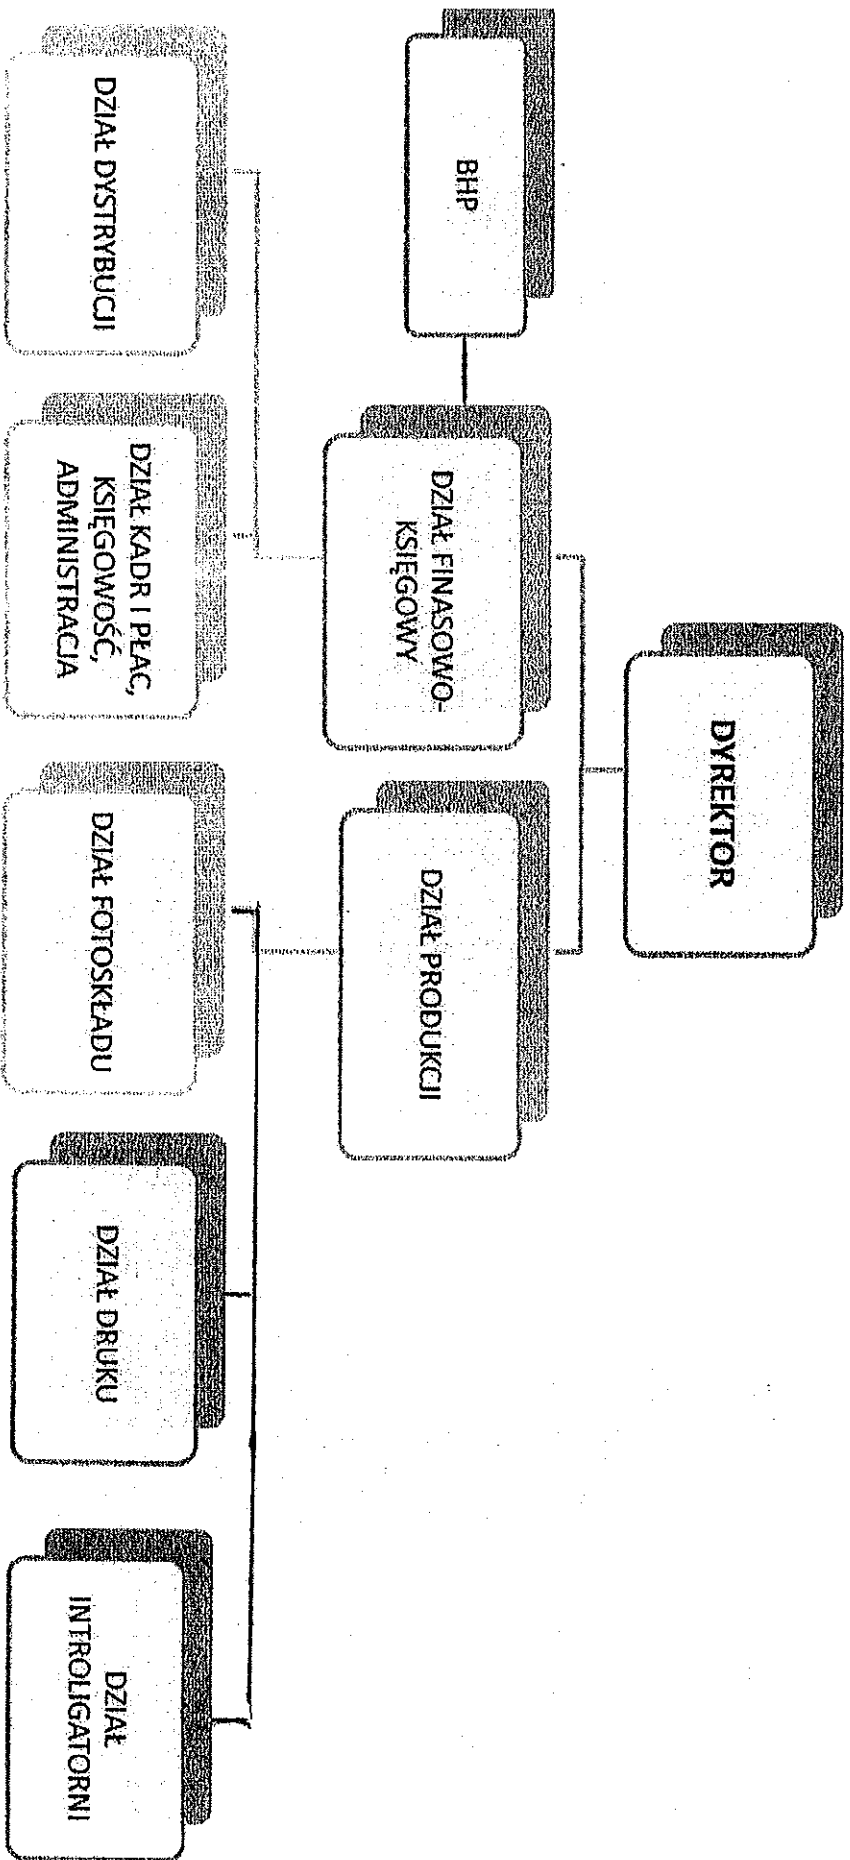 DYREKTOR
BHP
DZIAŁ FINASOWO-
KSIĘGOWY
DZIAŁ PRODUKCJI
DZIAŁ DYSTRYBUCJI
DZIAŁ KADR I PŁAC,
KSIĘGOWOŚĆ,
ADMINISTRACJA
DZIAŁ FOTOSKŁADU
DZIAŁ DRUKU
DZIAŁ
INTROLIGATORNI